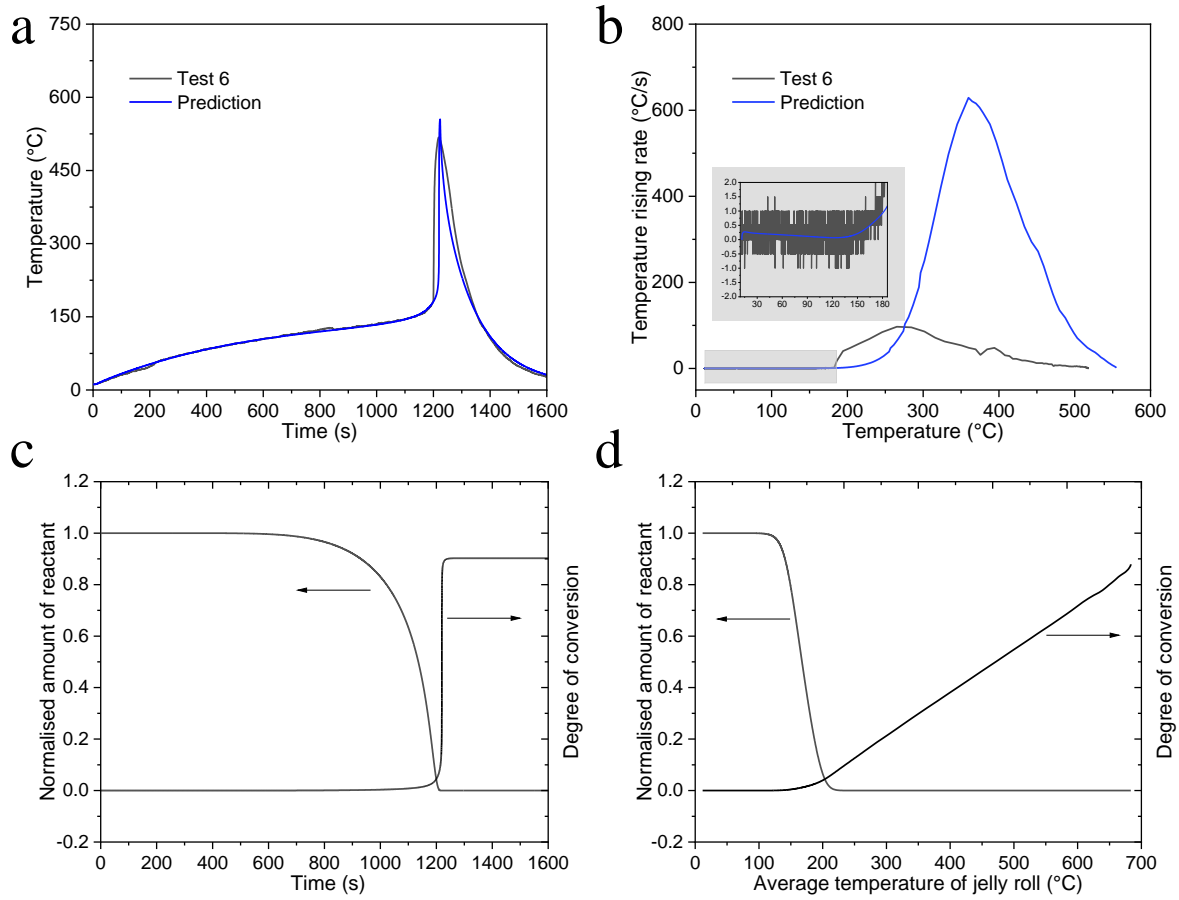 a
750
600
450
300
150
0
Temperature (°C)
Test 6
Prediction
0 200 400 600 800 1000 1200 1400 1600
Time (s)
b
800
600
400
200
0
Temperature rising rate (°C/s)
Test 6
Prediction
2.0
1.5
1.0
0.5
0.0
-0.5
-1.0
-1.5
-2.0
30 60 90 120 150 180
0 100 200 300 400 500 600
Temperature (°C)
c
1.2
1.0
0.8
0.6
0.4
0.2
0.0
-0.2
Normalised amount of reactant
Degree of conversion
0 200 400 600 800 1000 1200 1400 1600
Time (s)
d
1.2
1.0
0.8
0.6
0.4
0.2
0.0
-0.2
Normalised amount of reactant
Degree of conversion
0 100 200 300 400 500 600 700
Average temperature of jelly roll (°C)